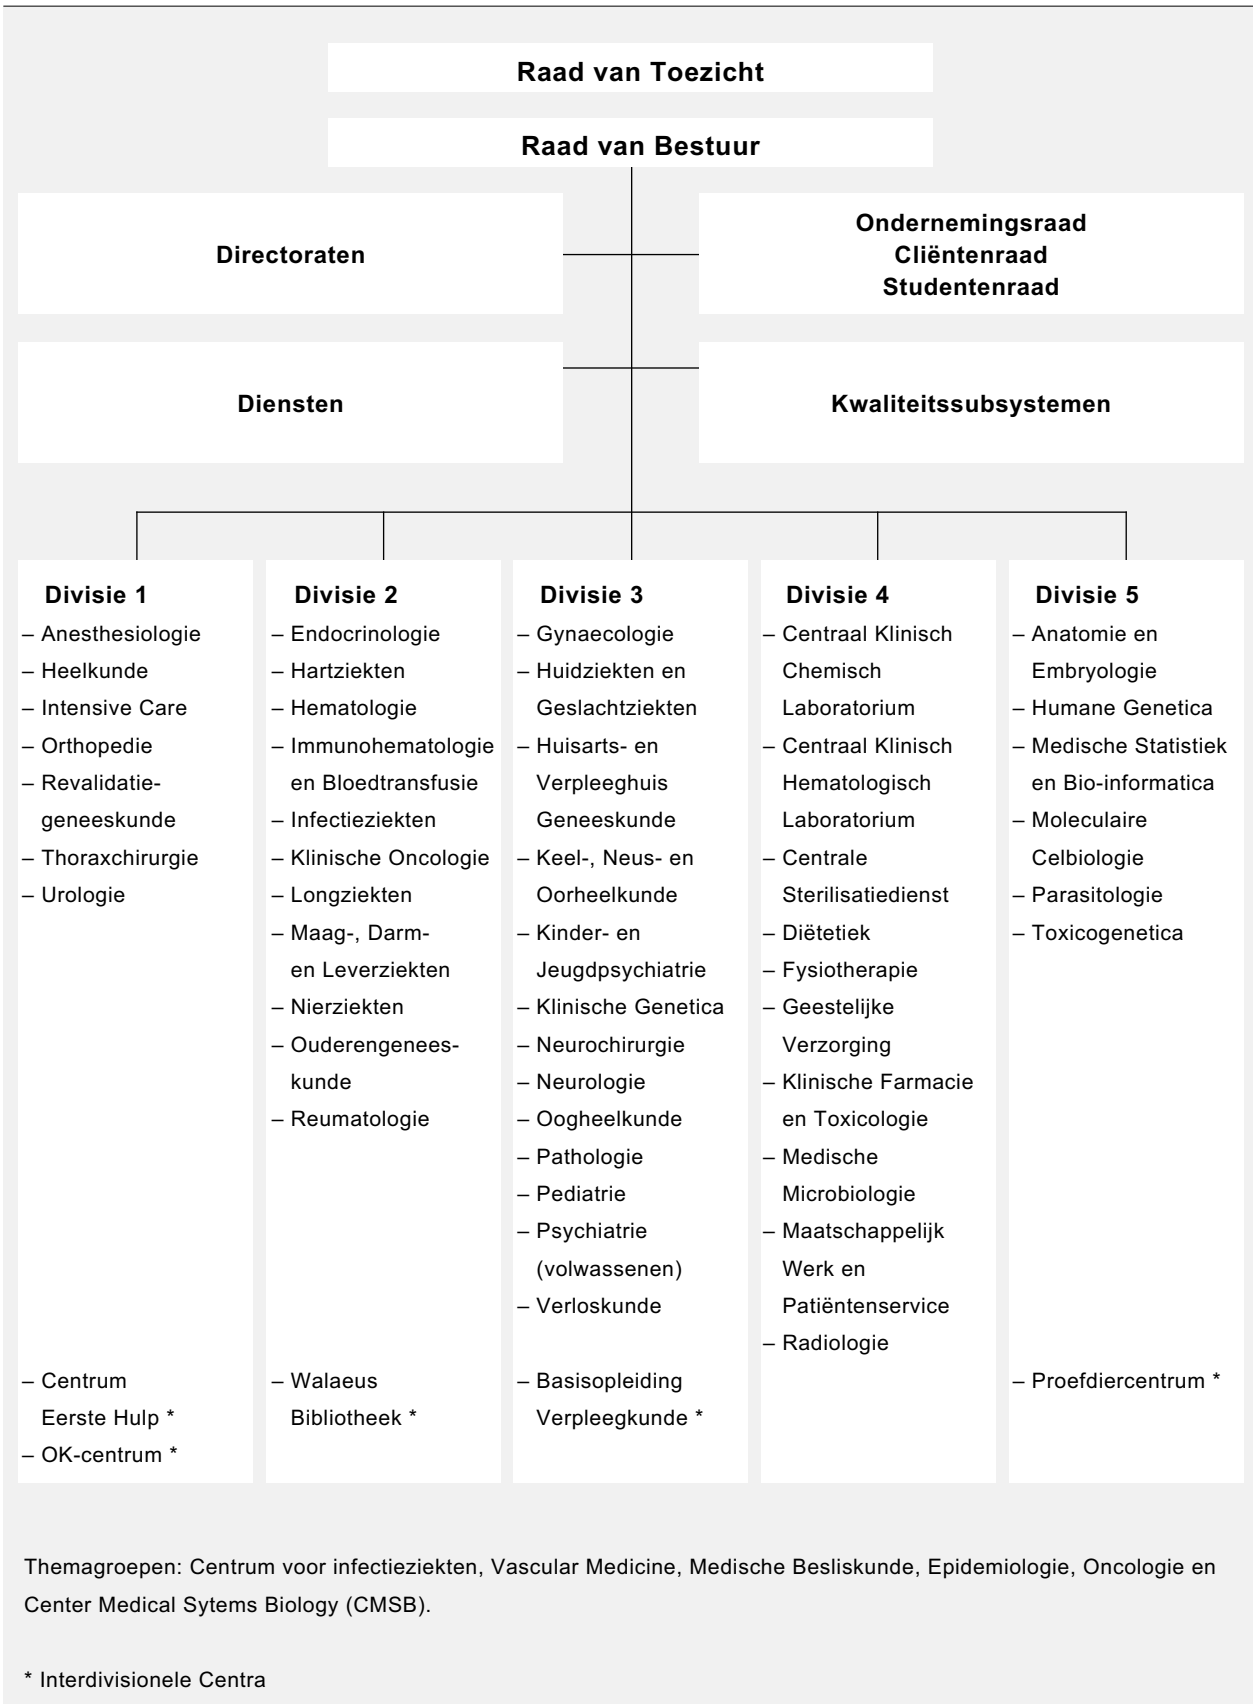 Raad van Toezicht
Raad van Bestuur
Directoraten
Ondernemingsraad
Cliëntenraad
Studentenraad
Diensten
Kwaliteitssubsystemen
Divisie 1
– Anesthesiologie
– Heelkunde
– Intensive Care
– Orthopedie
– Revalidatie-
geneeskunde
– Thoraxchirurgie
– Urologie
– Centrum
Eerste Hulp *
– OK-centrum *
Divisie 2
– Endocrinologie
– Hartziekten
– Hematologie
– Immunohematologie
en Bloedtransfusie
– Infectieziekten
– Klinische Oncologie
– Longziekten
– Maag-, Darm-
en Leverziekten
– Nierziekten
– Ouderengenees-
kunde
– Reumatologie
– Walaeus
Bibliotheek *
Divisie 3
– Gynaecologie
– Huidziekten en
Geslachtziekten
– Huisarts- en
Verpleeghuis
Geneeskunde
– Keel-, Neus- en
Oorheelkunde
– Kinder- en
Jeugdpsychiatrie
– Klinische Genetica
– Neurochirurgie
– Neurologie
– Oogheelkunde
– Pathologie
– Pediatrie
– Psychiatrie
(volwassenen)
– Verloskunde
– Basisopleiding
Verpleegkunde *
Divisie 4
– Centraal Klinisch
Chemisch
Laboratorium
– Centraal Klinisch
Hematologisch
Laboratorium
– Centrale
Sterilisatiedienst
– Diëtetiek
– Fysiotherapie
– Geestelijke
Verzorging
– Klinische Farmacie
en Toxicologie
– Medische
Microbiologie
– Maatschappelijk
Werk en
Patiëntenservice
– Radiologie
Divisie 5
– Anatomie en
Embryologie
– Humane Genetica
– Medische Statistiek
en Bio-informatica
– Moleculaire
Celbiologie
– Parasitologie
– Toxicogenetica
– Proefdiercentrum *
Themagroepen: Centrum voor infectieziekten, Vascular Medicine, Medische Besliskunde, Epidemiologie, Oncologie en
Center Medical Sytems Biology (CMSB).
* Interdivisionele Centra